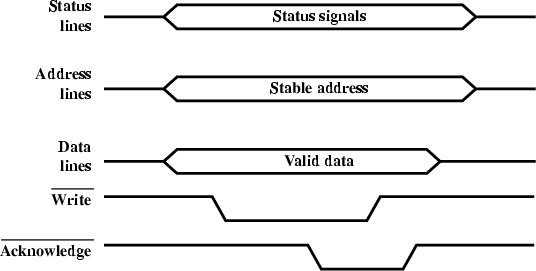 Status
lines
Status signals
Address
lines
Stable address
Data
lines
Valid data
Write
Acknowledge